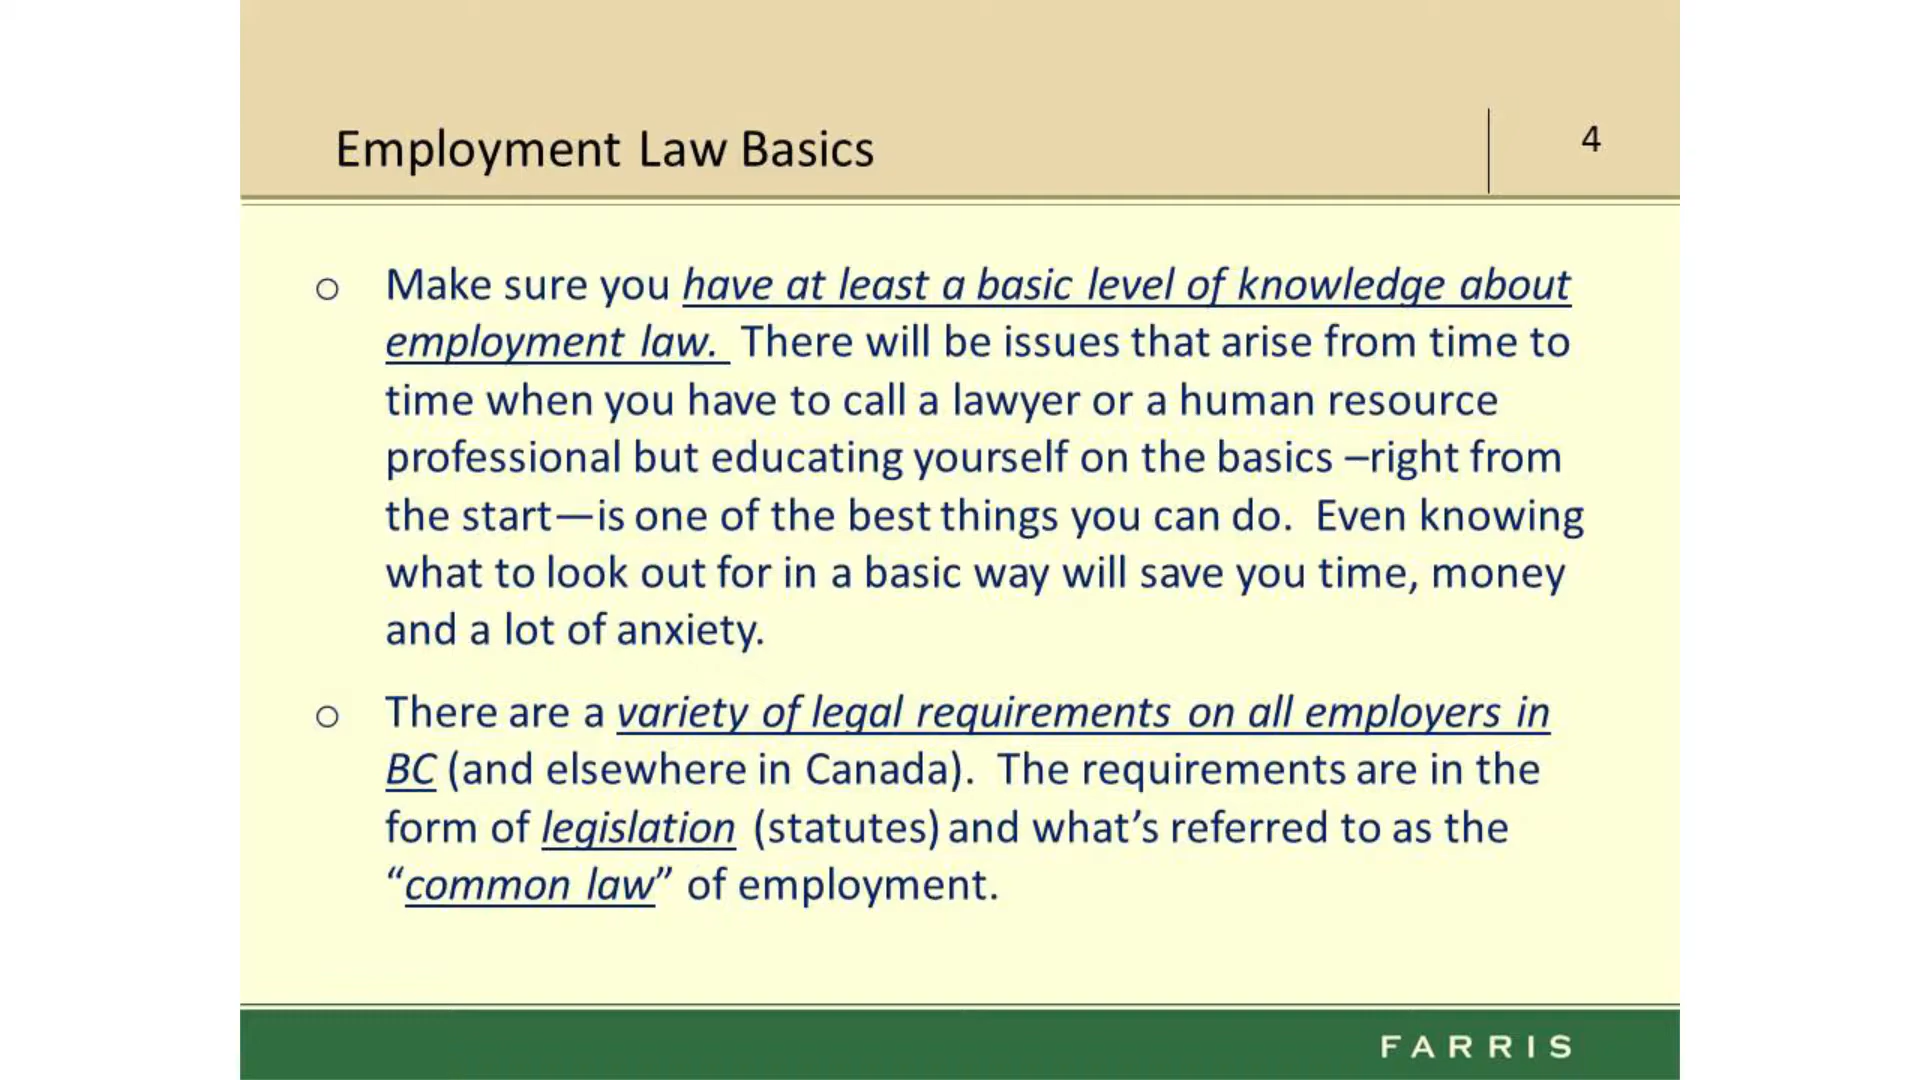 Employment Law Basics
4
o Make sure you have at least a basic level of knowledge about
employment law. There will be issues that arise from time to
time when you have to call a lawyer or a human resource
professional but educating yourself on the basics –right from
the start—is one of the best things you can do. Even knowing
what to look out for in a basic way will save you time, money
and a lot of anxiety.
o There are a variety of legal requirements on all employers in
BC (and elsewhere in Canada). The requirements are in the
form of legislation (statutes) and what’s referred to as the
“common law” of employment.
FARRIS